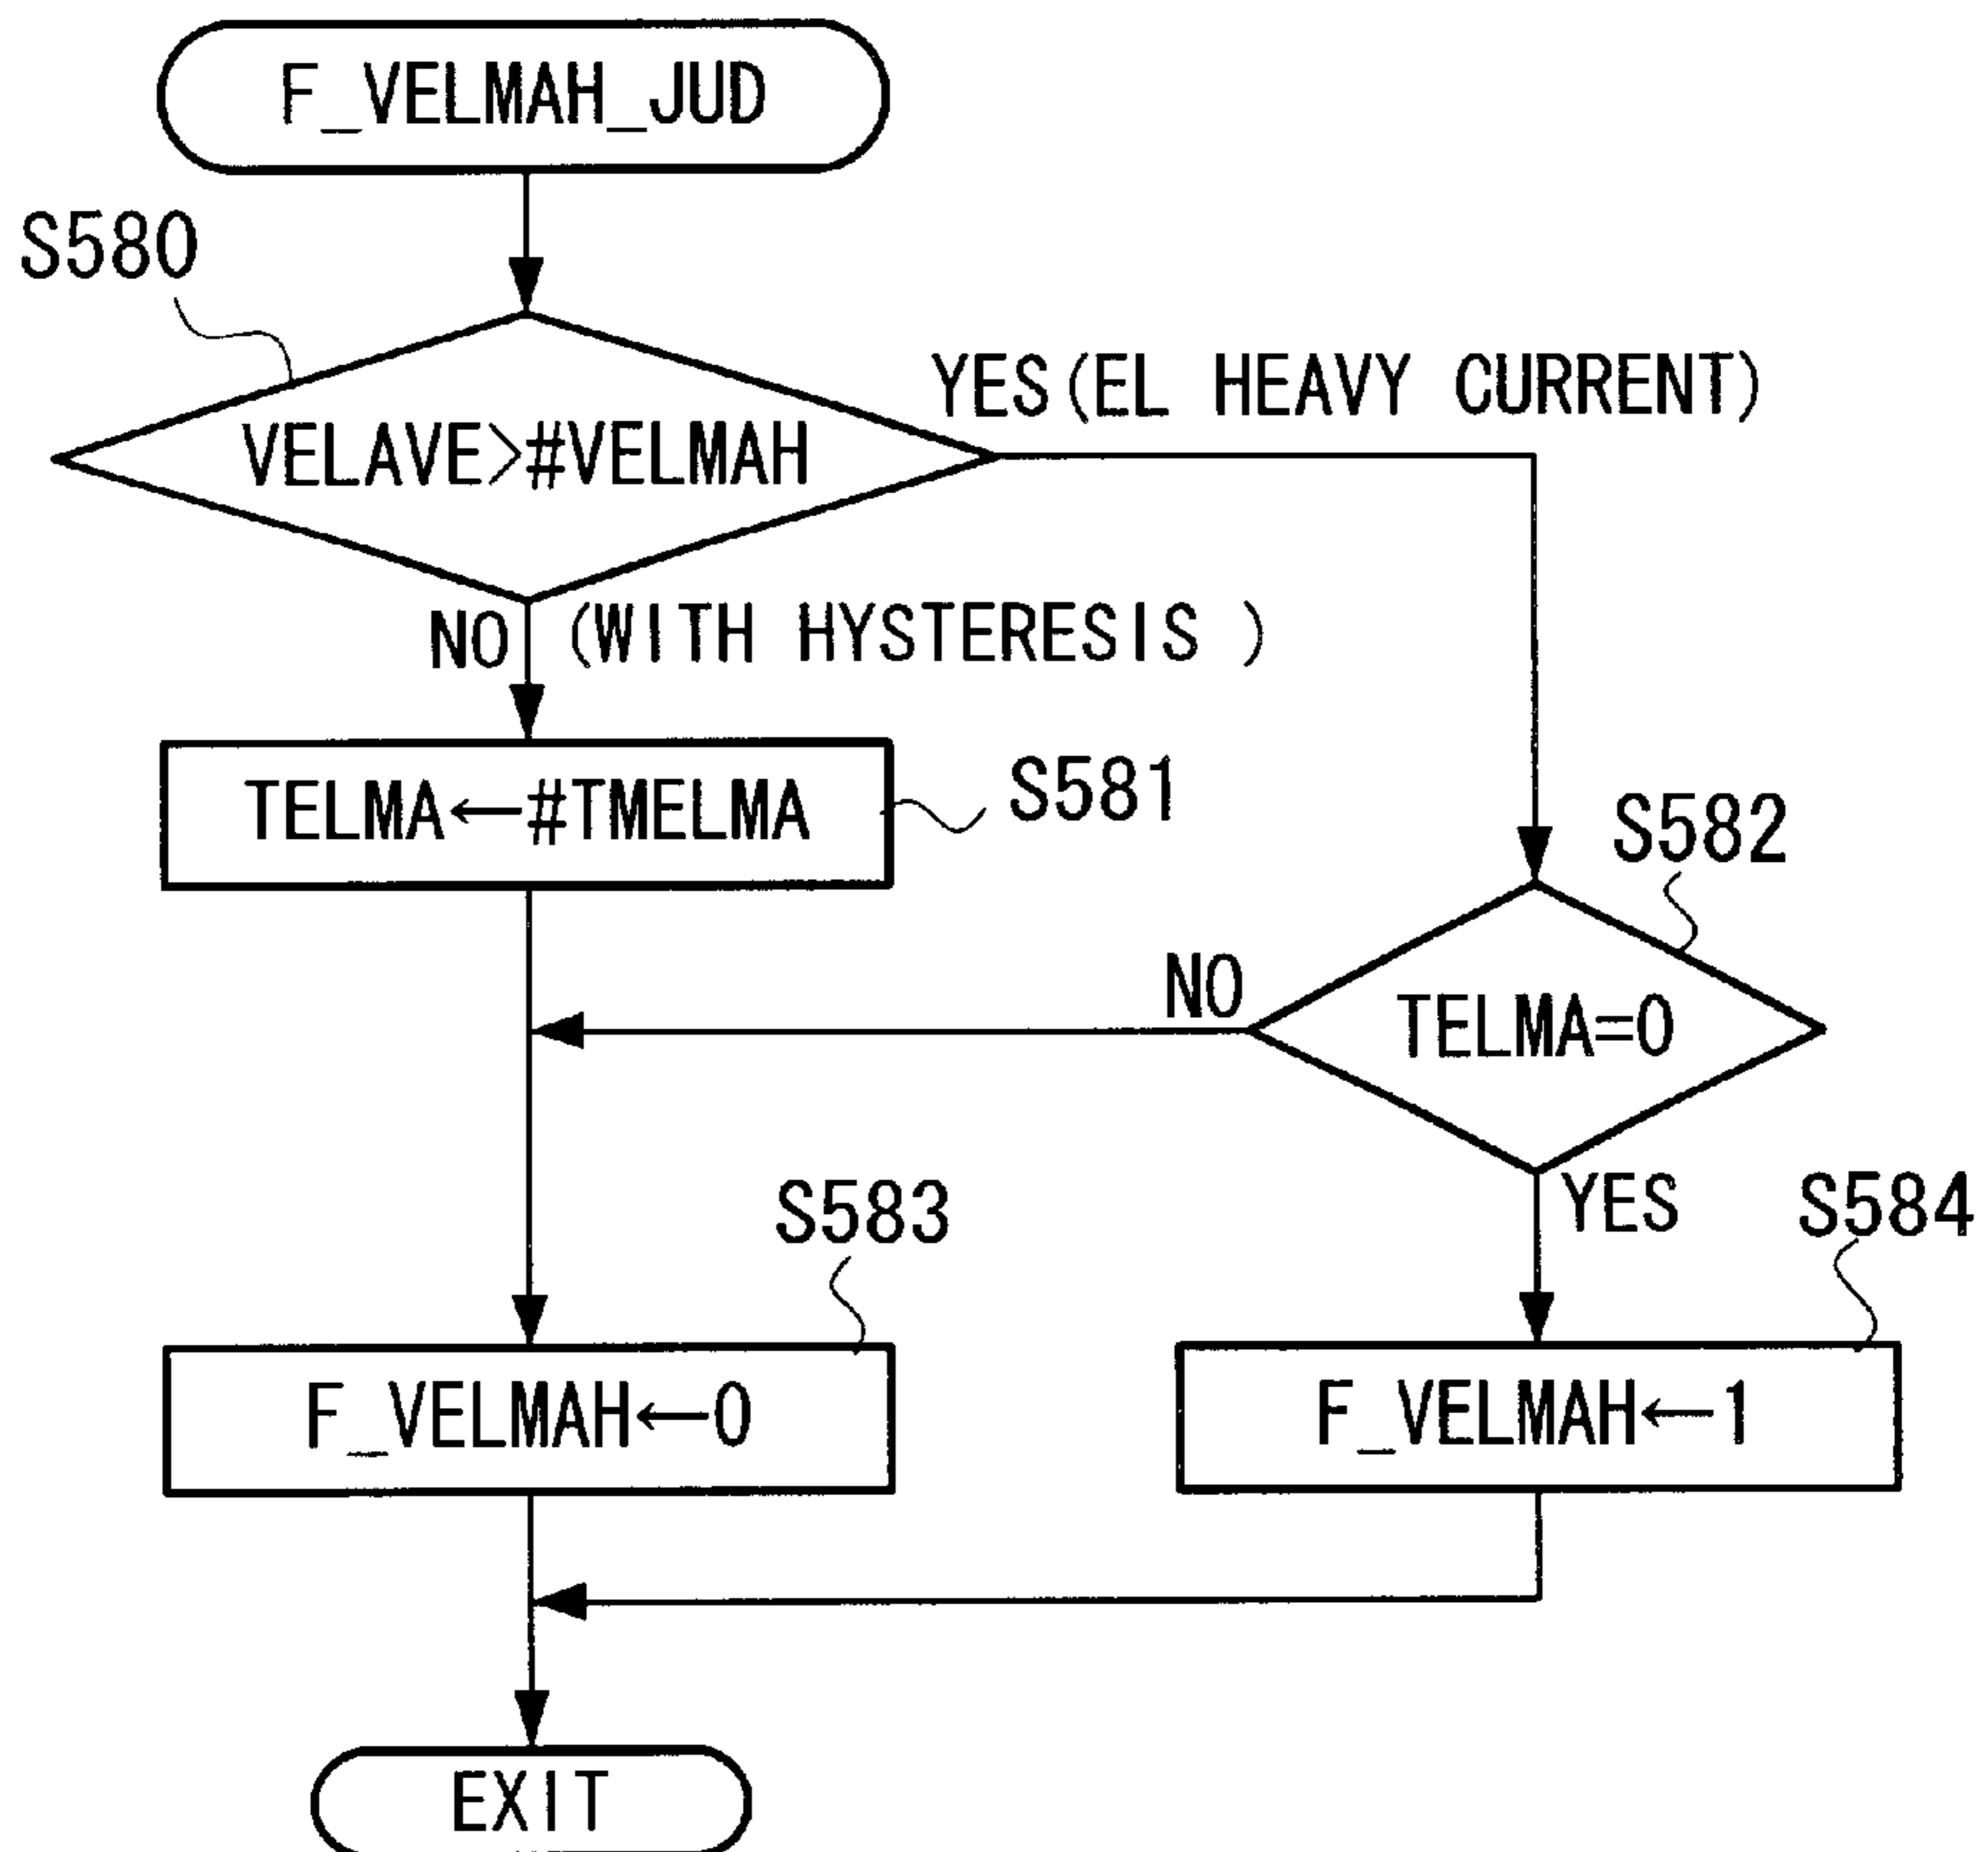 F_VELMAH_JUD
S580
YES(EL HEAVY CURRENT)
VELAVE>#VELMAH
NO (WITH HYSTERESIS )
TELMA←#TMELMA
S581
S582
NO
TELMA=0
YES
S583
S584
F_VELMAH←0
F_VELMAH←1
EXIT